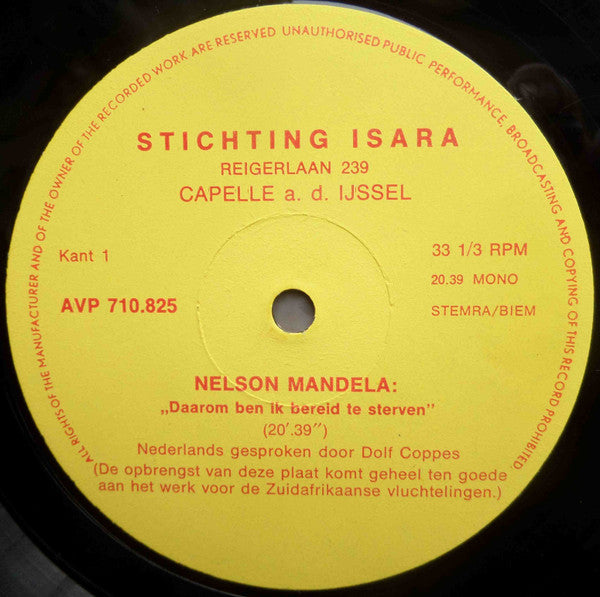 ALL RIGHTS OF THE MANUFACTURER AND OF THE OWNER OF THE RECORDED WORK ARE RESERVED UNAUTHORISED PUBLIC PERFORMANCE, BROADCASTING AND COPYING OF THIS RECORD PROHIBITED.
STICHTING ISARA
REIGERLAAN 239
CAPELLE a. d. IJSSEL
Kant 1
33 1/3 RPM
20.39 MONO
AVP 710.825
STEMRA/BIEM
NELSON MANDELA:
„Daarom ben ik bereid te sterven”
(20’.39”)
Nederlands gesproken door Dolf Coppes
(De opbrengst van deze plaat komt geheel ten goede
aan het werk voor de Zuidafrikaanse vluchtelingen.)